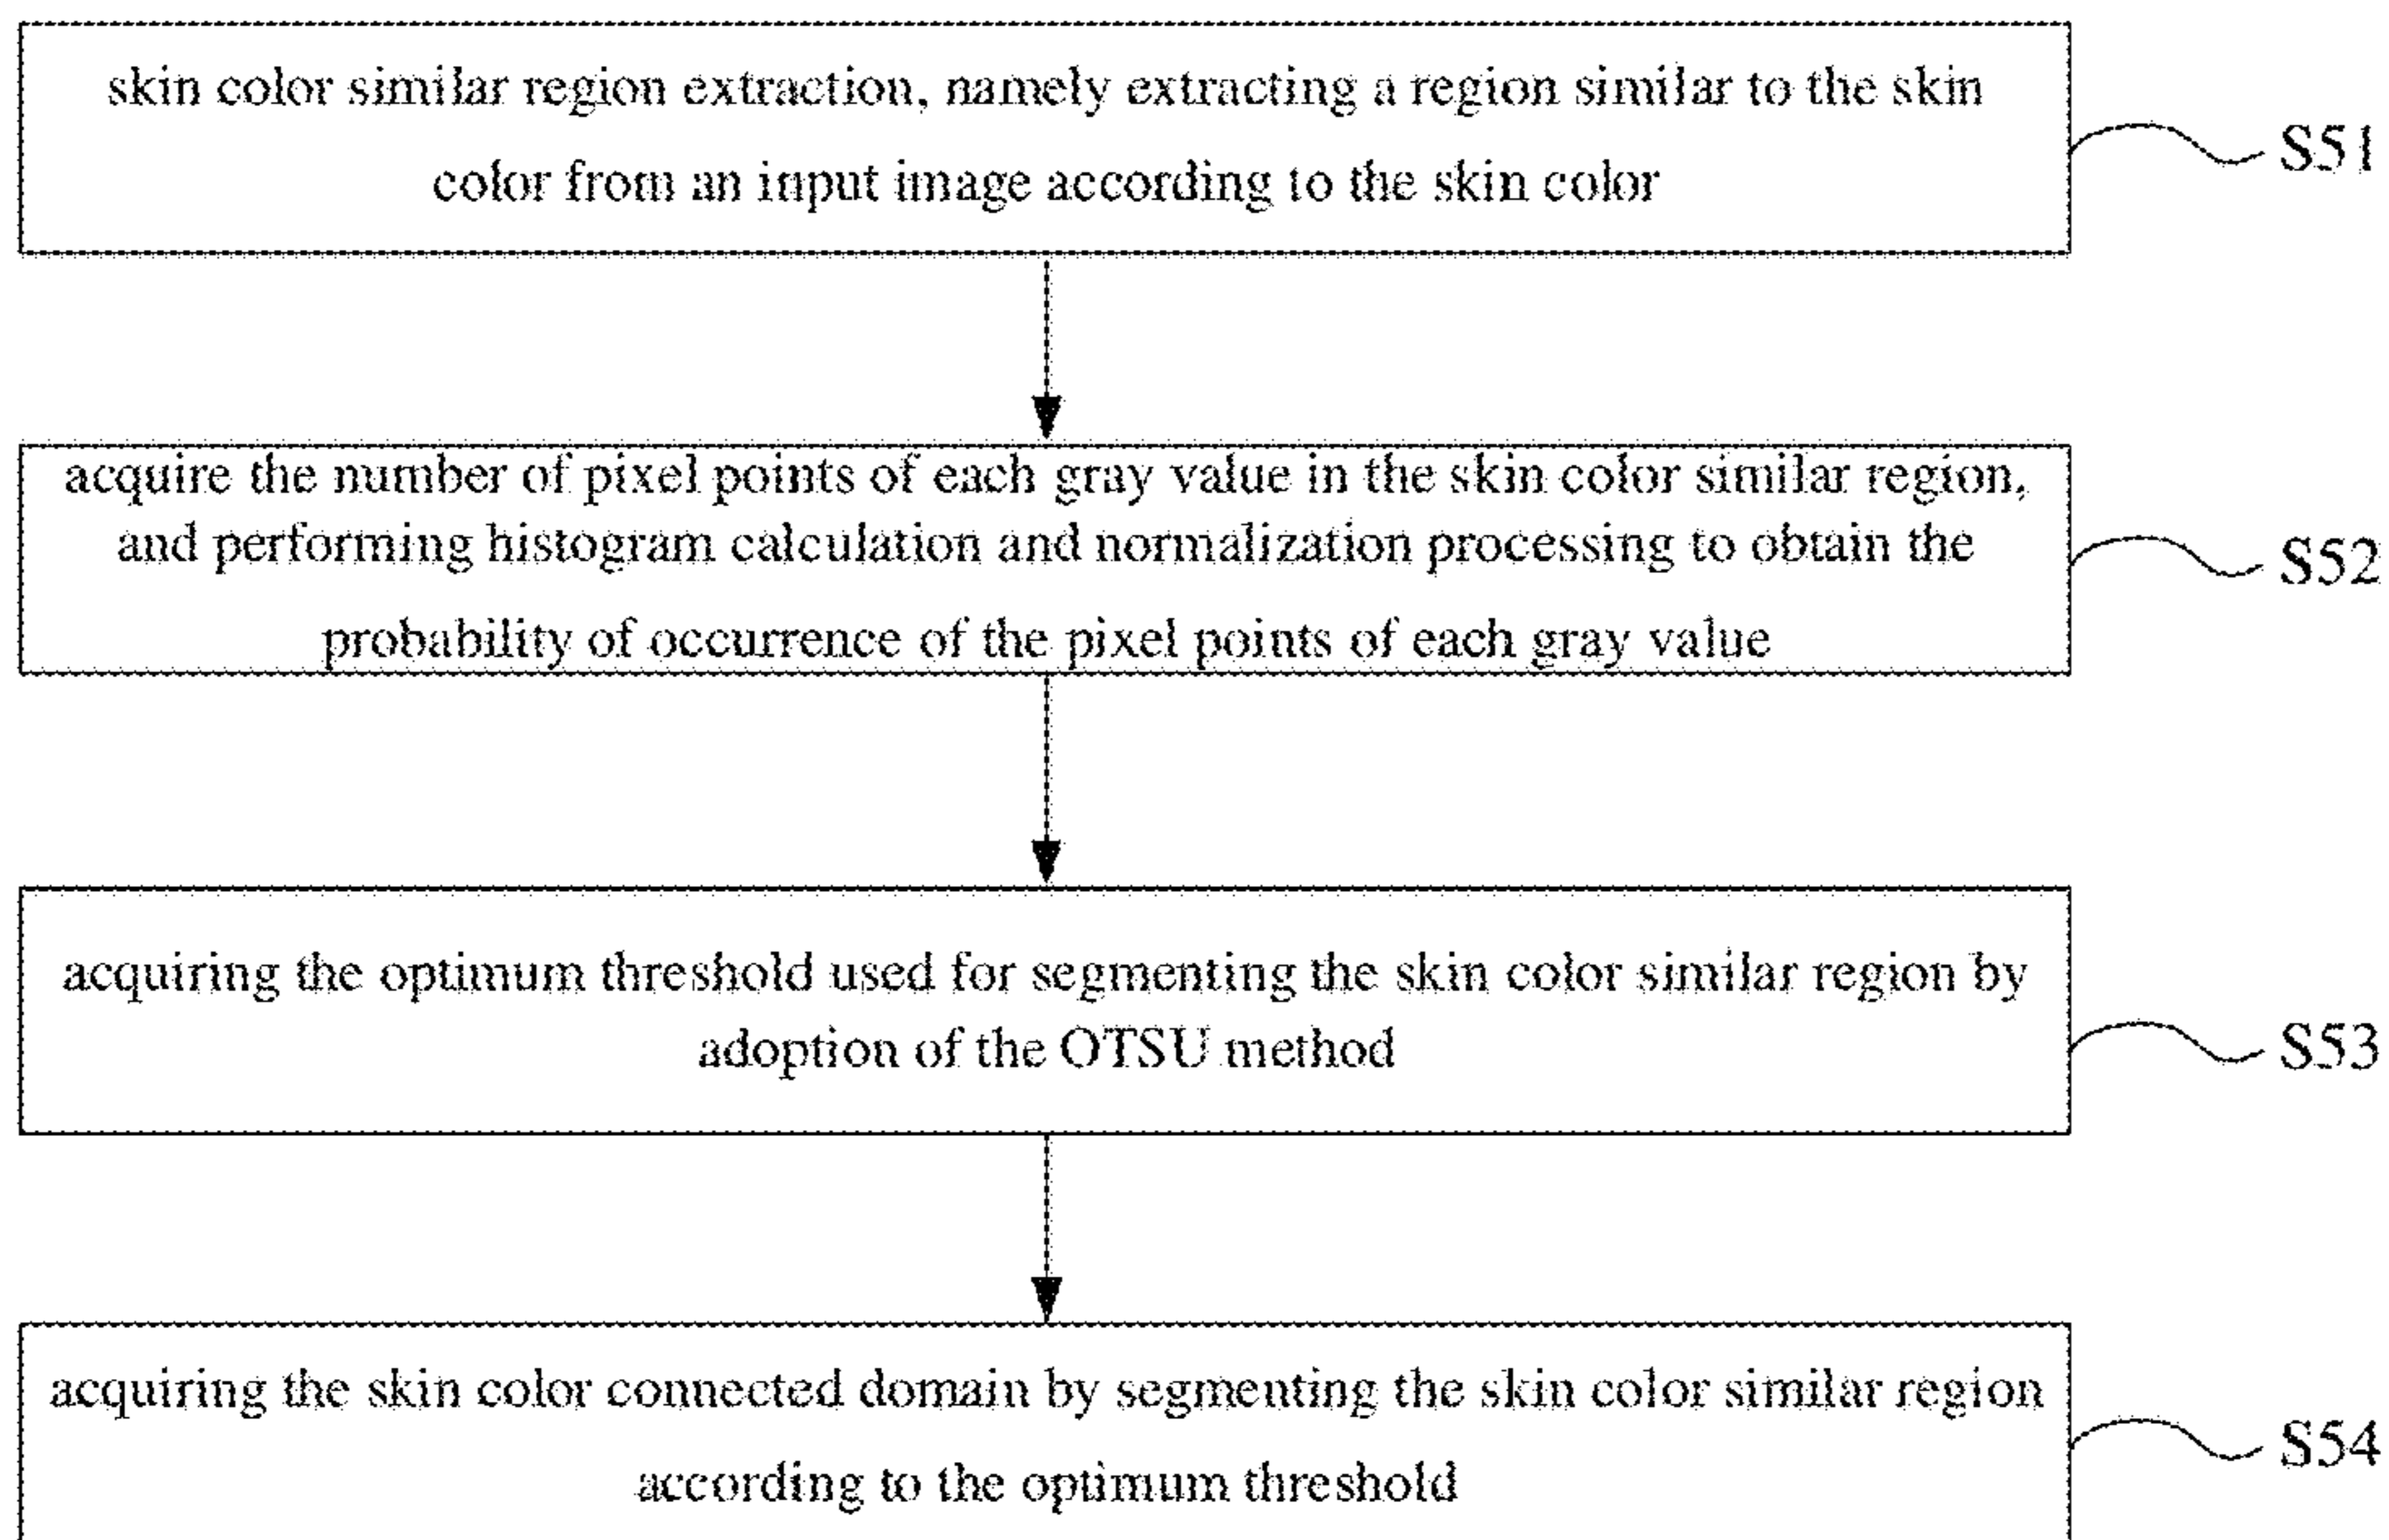 skin color similar region extraction, namely extracting a region similar to the skin
color from an input image according to the skin color
S51
acquire the number of pixel points of each gray value in the skin color similar region,
and performing histogram calculation and normalization processing to obtain the
probability of occurrence of the pixel points of each gray value
S52
acquiring the optimum threshold used for segmenting the skin color similar region by
adoption of the OTSU method
S53
acquiring the skin color connected domain by segmenting the skin color similar region
according to the optimum threshold
S54